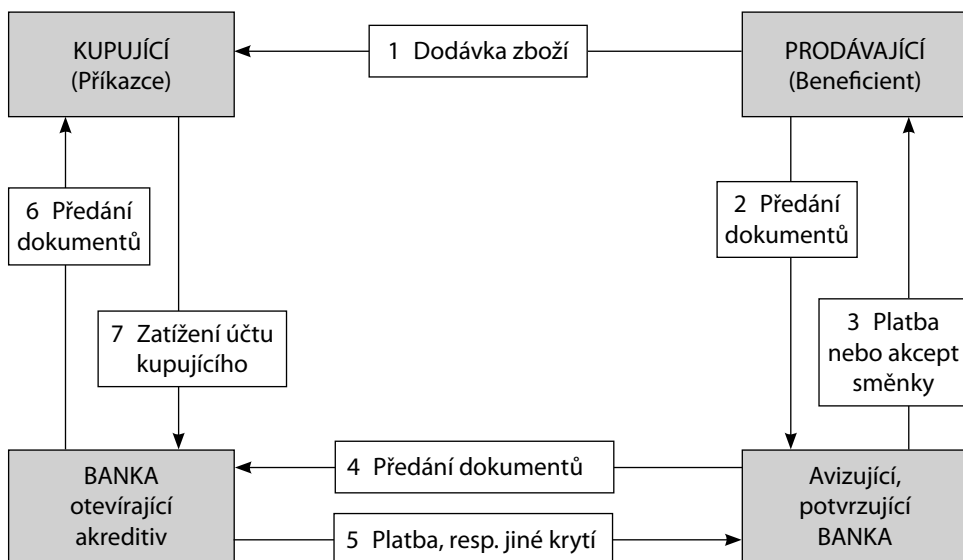 KUPUJÍCÍ
(Příkazce)
1 Dodávka zboží
PRODÁVAJÍCÍ
(Beneficient)
6 Předání
dokumentů
2 Předání
dokumentů
7 Zatížení účtu
kupujícího
3 Platba
nebo akcept
směnky
BANKA
otevírající
akreditiv
4 Předání dokumentů
5 Platba, resp. jiné krytí
Avizující,
potvrzující
BANKA